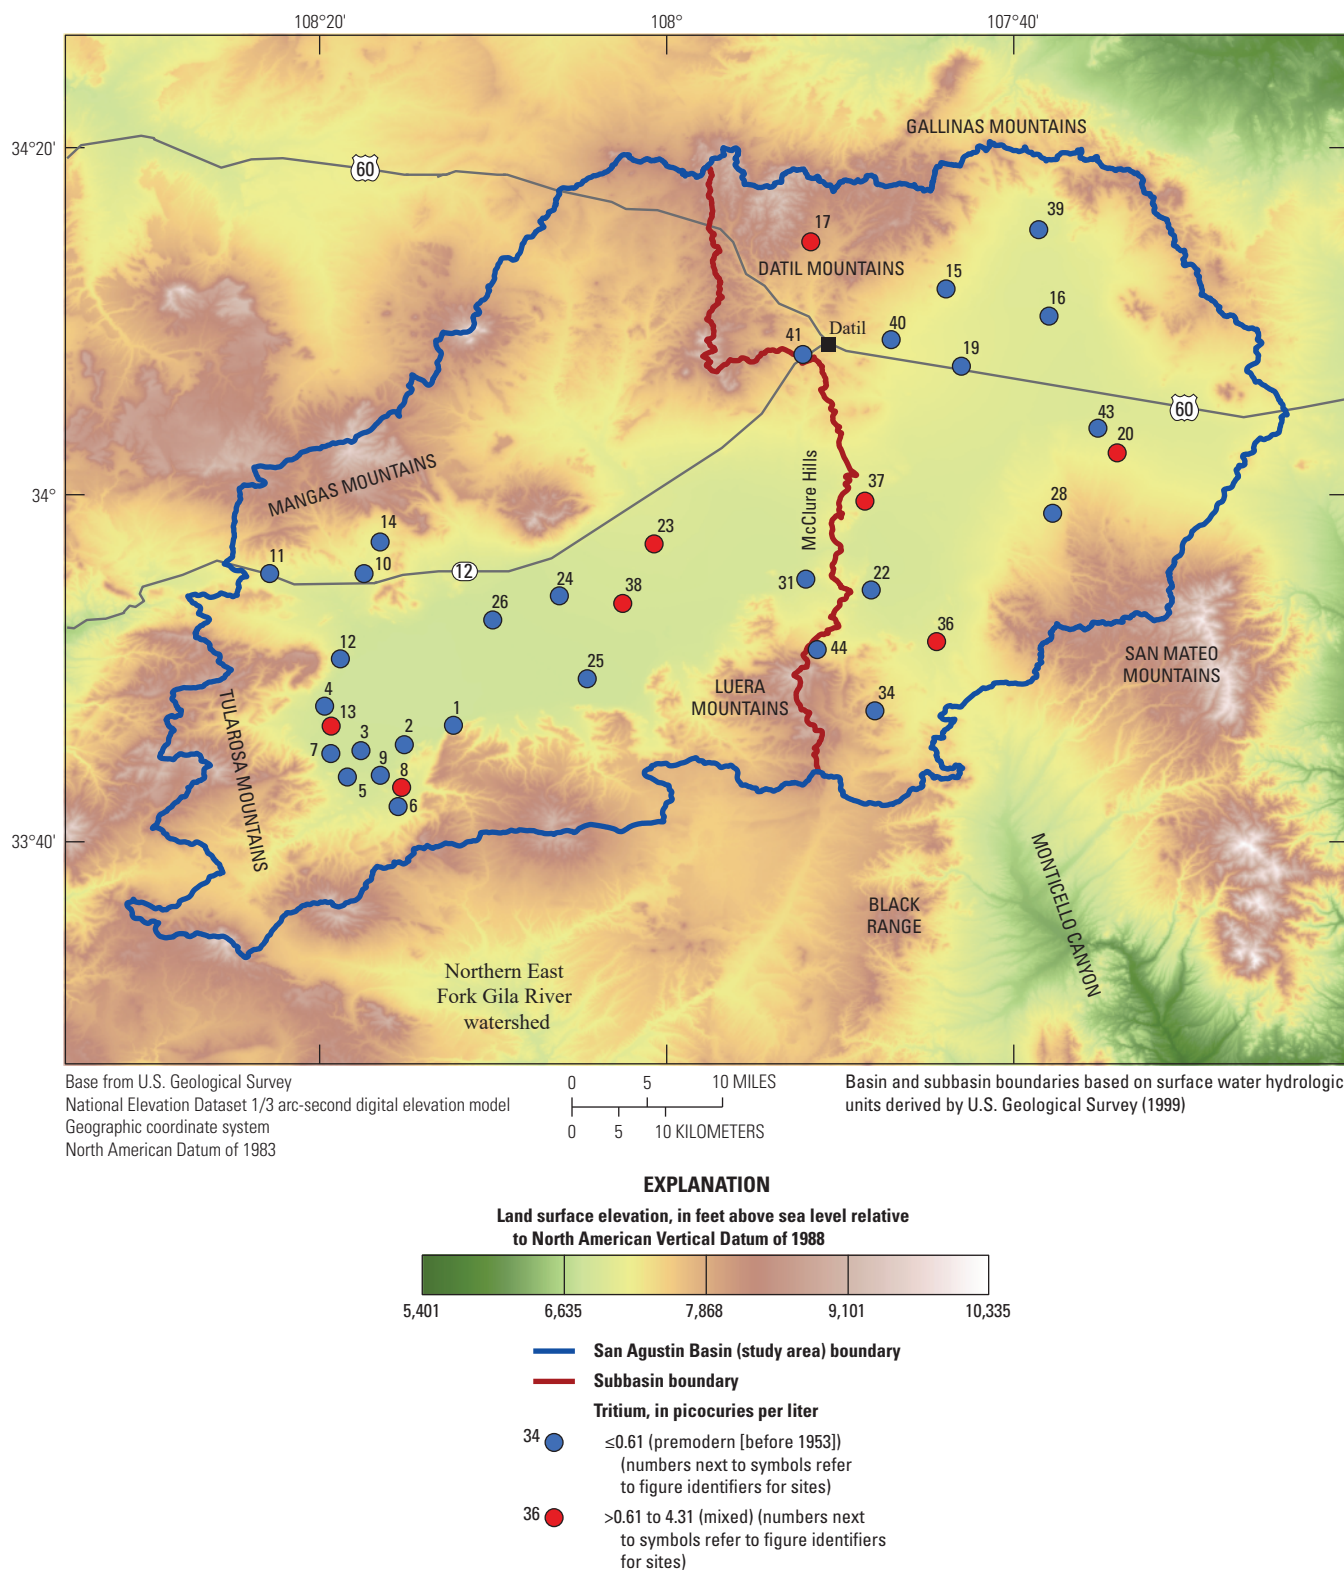 108°20'
108°
107°40'
GALLINAS MOUNTAINS
34°20'
60
39
17
DATIL MOUNTAINS
15
16
40
Datil
41
19
60
43
20
McClure Hills
MANGAS MOUNTAINS
34°
37
28
14
23
11
10
12
24
38
31
22
26
36
12
44
SAN MATEO
MOUNTAINS
25
LUERA
MOUNTAINS
4
34
TULAROSA MOUNTAINS
13
1
3
2
7
9
8
5
6
33°40'
MONTICELLO CANYON
BLACK
RANGE
Northern East
Fork Gila River
watershed
Base from U.S. Geological Survey
National Elevation Dataset 1/3 arc-second digital elevation model
Geographic coordinate system
North American Datum of 1983
0 5 10 MILES
0 5 10 KILOMETERS
Basin and subbasin boundaries based on surface water hydrologic
units derived by U.S. Geological Survey (1999)
EXPLANATION
Land surface elevation, in feet above sea level relative
to North American Vertical Datum of 1988
5,401 6,635 7,868 9,101 10,335
San Agustin Basin (study area) boundary
Subbasin boundary
Tritium, in picocuries per liter
34 ≤0.61 (premodern [before 1953])
(numbers next to symbols refer
to figure identifiers for sites)
36 >0.61 to 4.31 (mixed) (numbers next
to symbols refer to figure identifiers
for sites)